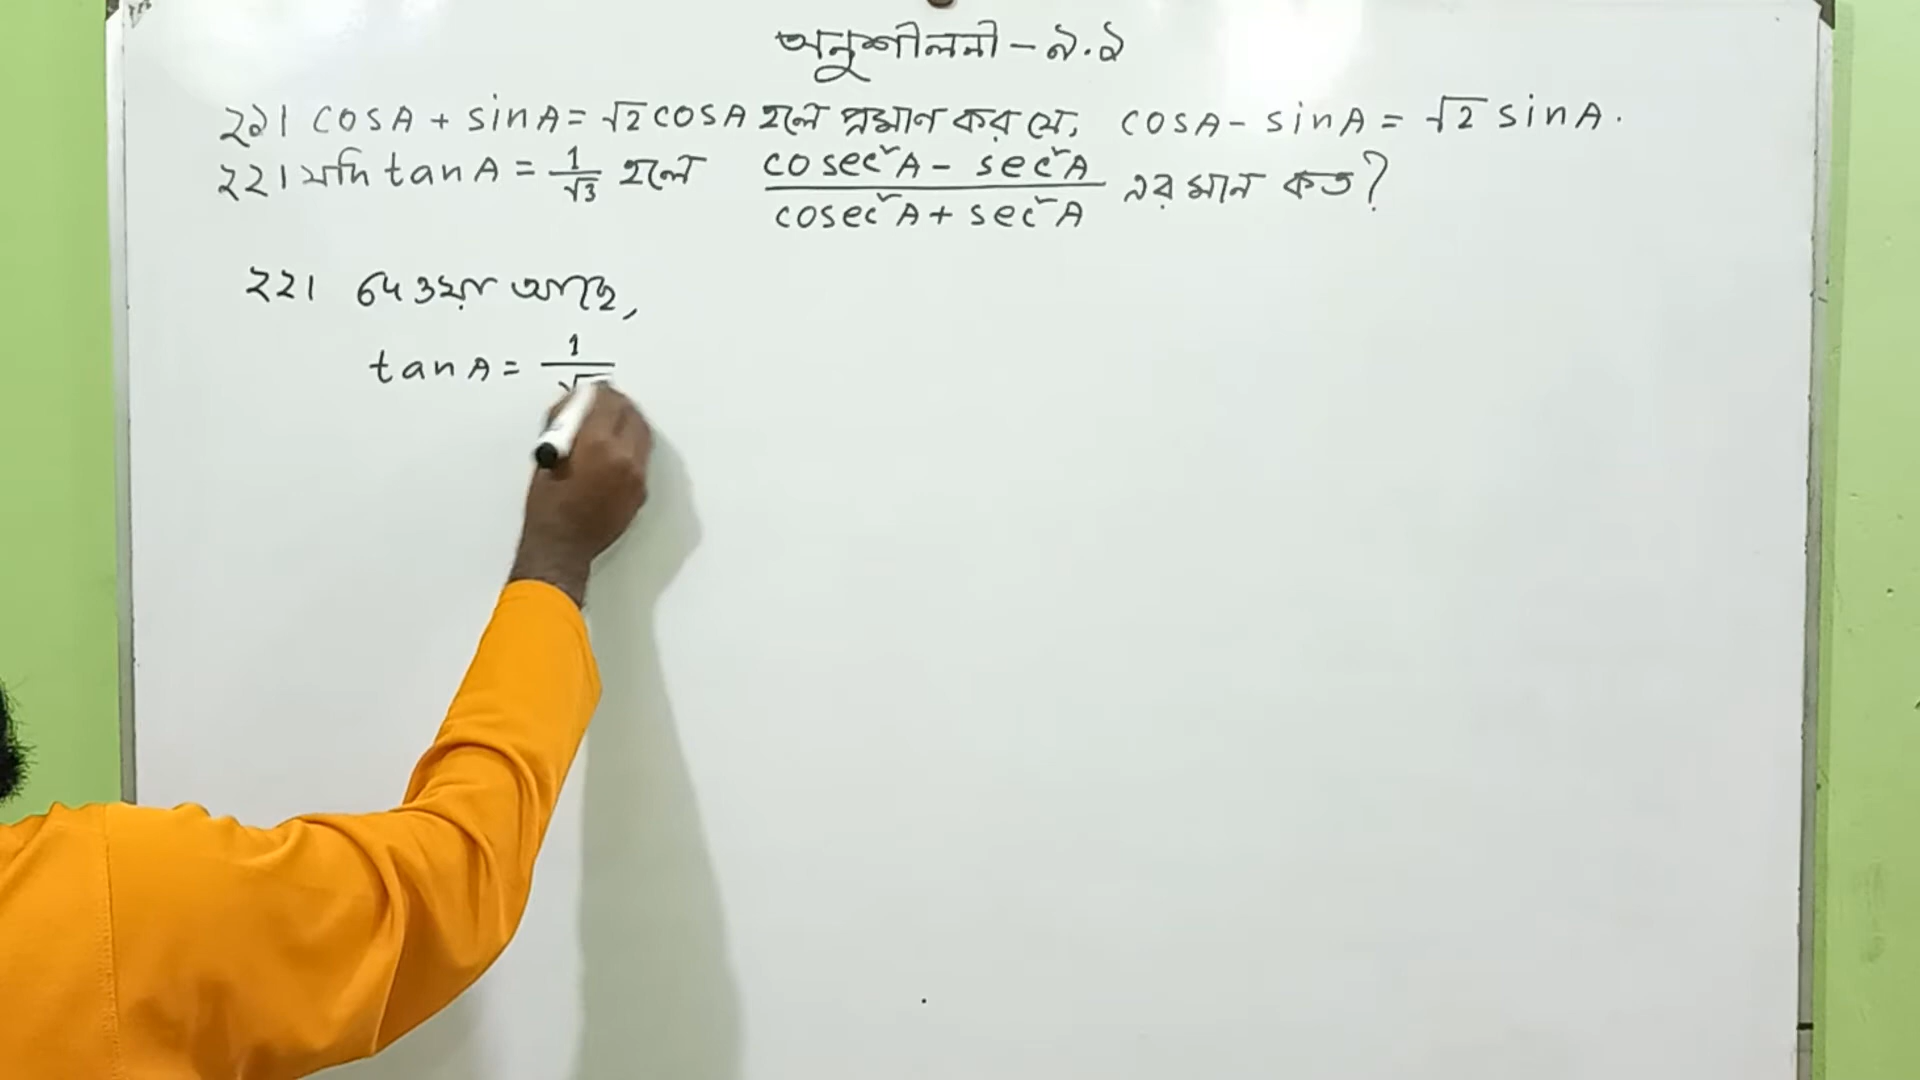 অনুশীলনী - ৯.১
২১। cosA + sinA = √2 cosA হলে প্রমাণ কর যে, cosA - sinA = √2 sinA.
২২। যদি tanA = 1/√3 হলে (cosec²A - sec²A)/(cosec²A + sec²A) এর মান কত?
২২। দেওয়া আছে,
tanA = 1/√